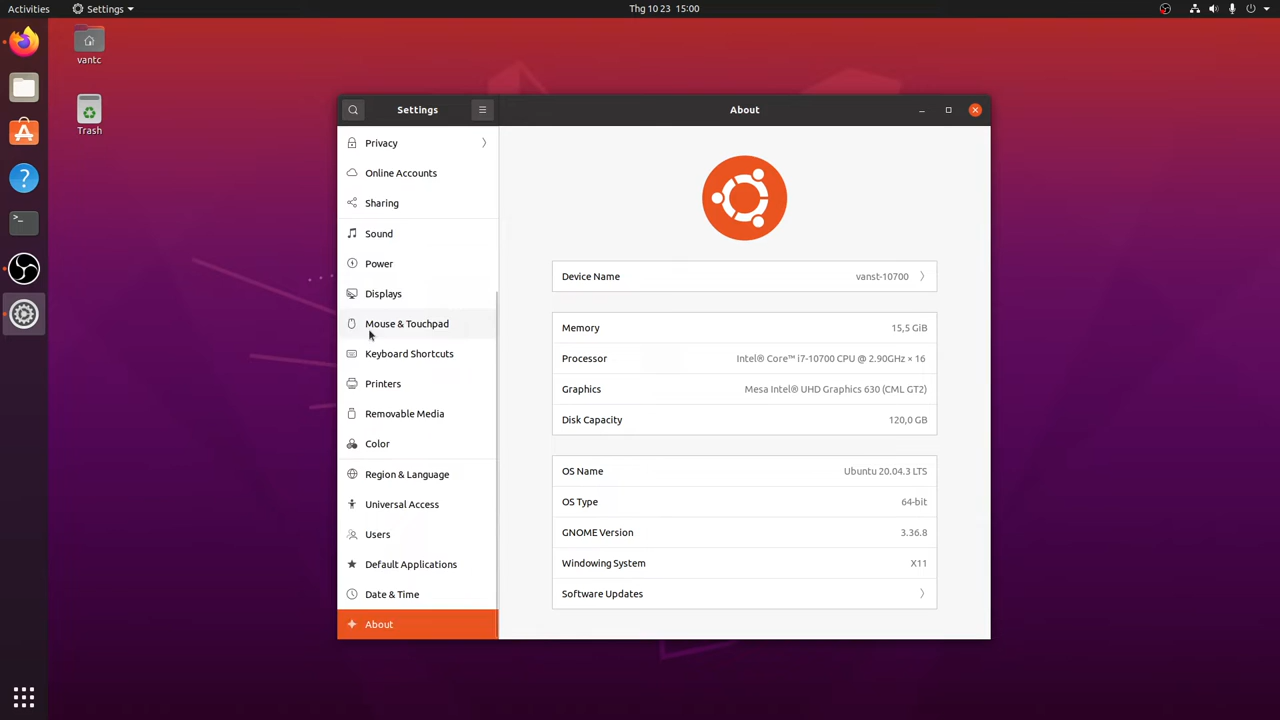 Activities
Settings
Thg 10 23 15:00
vantc
Trash
Settings
About
Privacy
Online Accounts
Sharing
Sound
Power
Displays
Mouse & Touchpad
Keyboard Shortcuts
Printers
Removable Media
Color
Region & Language
Universal Access
Users
Default Applications
Date & Time
About
Device Name vanst-10700
Memory 15,5 GiB
Processor Intel® Core™ i7-10700 CPU @ 2.90GHz × 16
Graphics Mesa Intel® UHD Graphics 630 (CML GT2)
Disk Capacity 120,0 GB
OS Name Ubuntu 20.04.3 LTS
OS Type 64-bit
GNOME Version 3.36.8
Windowing System X11
Software Updates